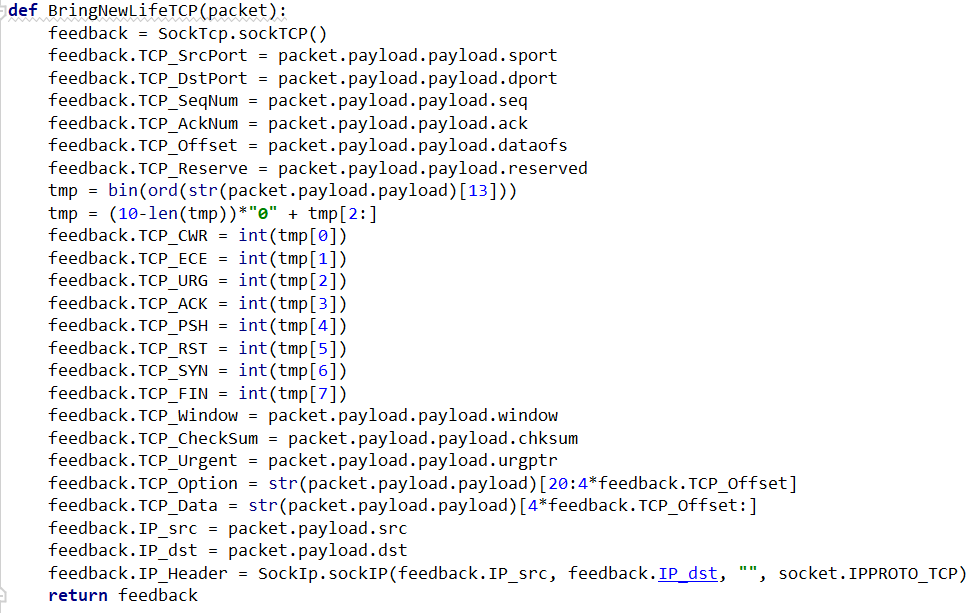 def BringNewLifeTCP(packet):
    feedback = SockTcp.sockTCP()
    feedback.TCP_SrcPort = packet.payload.payload.sport
    feedback.TCP_DstPort = packet.payload.payload.dport
    feedback.TCP_SeqNum = packet.payload.payload.seq
    feedback.TCP_AckNum = packet.payload.payload.ack
    feedback.TCP_Offset = packet.payload.payload.dataofs
    feedback.TCP_Reserve = packet.payload.payload.reserved
    tmp = bin(ord(str(packet.payload.payload)[13]))
    tmp = (10-len(tmp))*"0" + tmp[2:]
    feedback.TCP_CWR = int(tmp[0])
    feedback.TCP_ECE = int(tmp[1])
    feedback.TCP_URG = int(tmp[2])
    feedback.TCP_ACK = int(tmp[3])
    feedback.TCP_PSH = int(tmp[4])
    feedback.TCP_RST = int(tmp[5])
    feedback.TCP_SYN = int(tmp[6])
    feedback.TCP_FIN = int(tmp[7])
    feedback.TCP_Window = packet.payload.payload.window
    feedback.TCP_CheckSum = packet.payload.payload.chksum
    feedback.TCP_Urgent = packet.payload.payload.urgptr
    feedback.TCP_Option = str(packet.payload.payload)[20:4*feedback.TCP_Offset]
    feedback.TCP_Data = str(packet.payload.payload)[4*feedback.TCP_Offset:]
    feedback.IP_src = packet.payload.src
    feedback.IP_dst = packet.payload.dst
    feedback.IP_Header = SockIp.sockIP(feedback.IP_src, feedback.IP_dst, "", socket.IPPROTO_TCP)
    return feedback